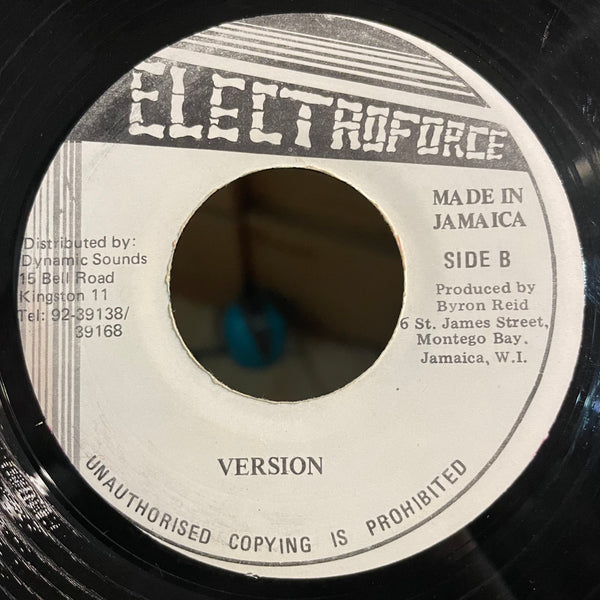 ELECTROFORCE
MADE IN
JAMAICA
SIDE B
Distributed by:
Dynamic Sounds
15 Bell Road
Kingston 11
Tel: 92-39138/
39168
Produced by
Byron Reid
6 St. James Street,
Montego Bay.
Jamaica, W.I.
VERSION
UNAUTHORISED COPYING IS PROHIBITED